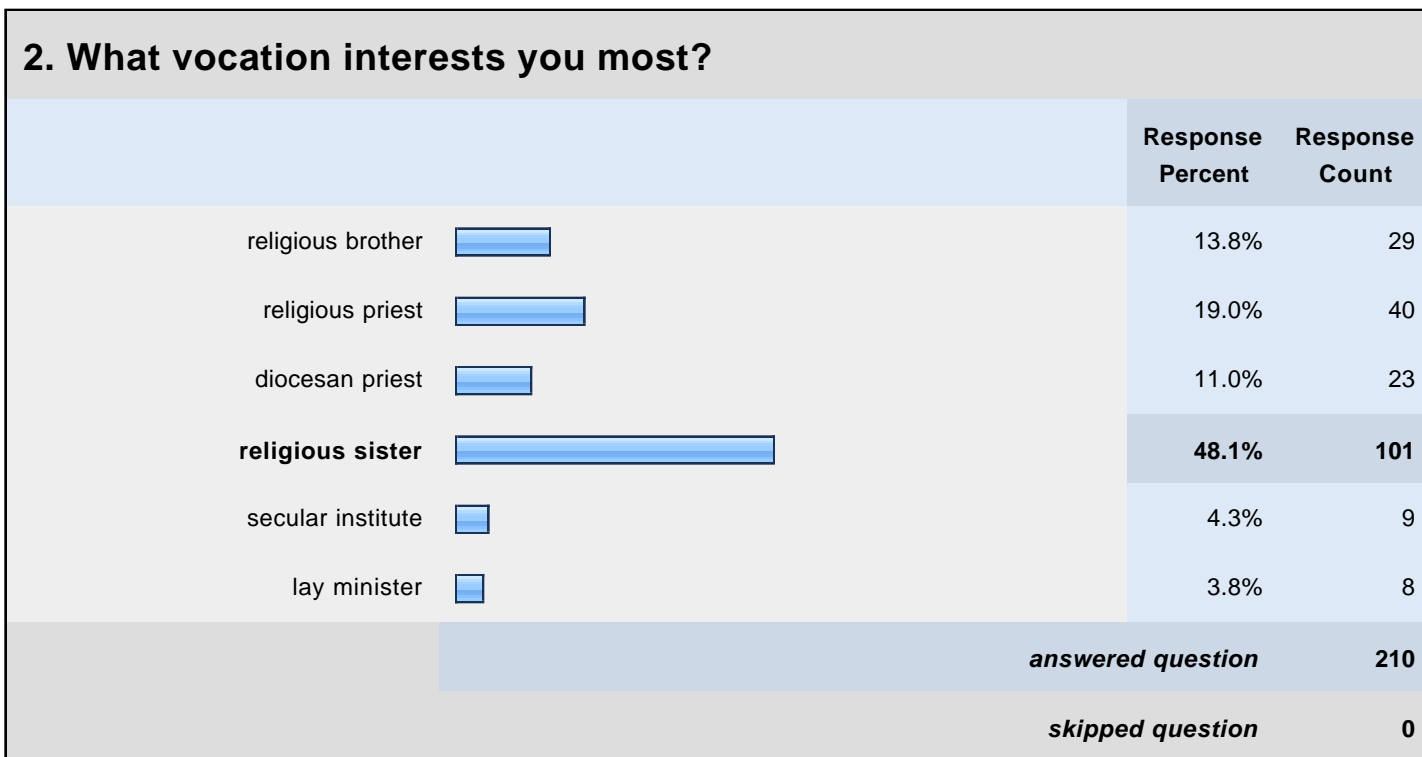 2. What vocation interests you most?
Response Percent Response Count
religious brother 13.8% 29
religious priest 19.0% 40
diocesan priest 11.0% 23
religious sister 48.1% 101
secular institute 4.3% 9
lay minister 3.8% 8
answered question 210
skipped question 0